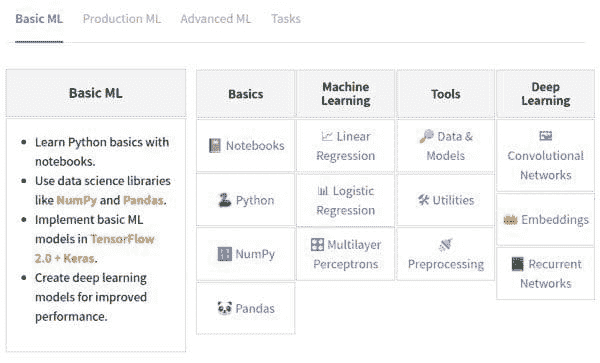 Basic ML Production ML Advanced ML Tasks
Basic ML
Learn Python basics with
notebooks.
Use data science libraries
like NumPy and Pandas.
Implement basic ML
models in TensorFlow
2.0 + Keras.
Create deep learning
models for improved
performance.
Basics
Notebooks
Python
NumPy
Pandas
Machine
Learning
Linear
Regression
Logistic
Regression
Multilayer
Perceptrons
Tools
Data &
Models
Utilities
Preprocessing
Deep
Learning
Convolutional
Networks
Embeddings
Recurrent
Networks